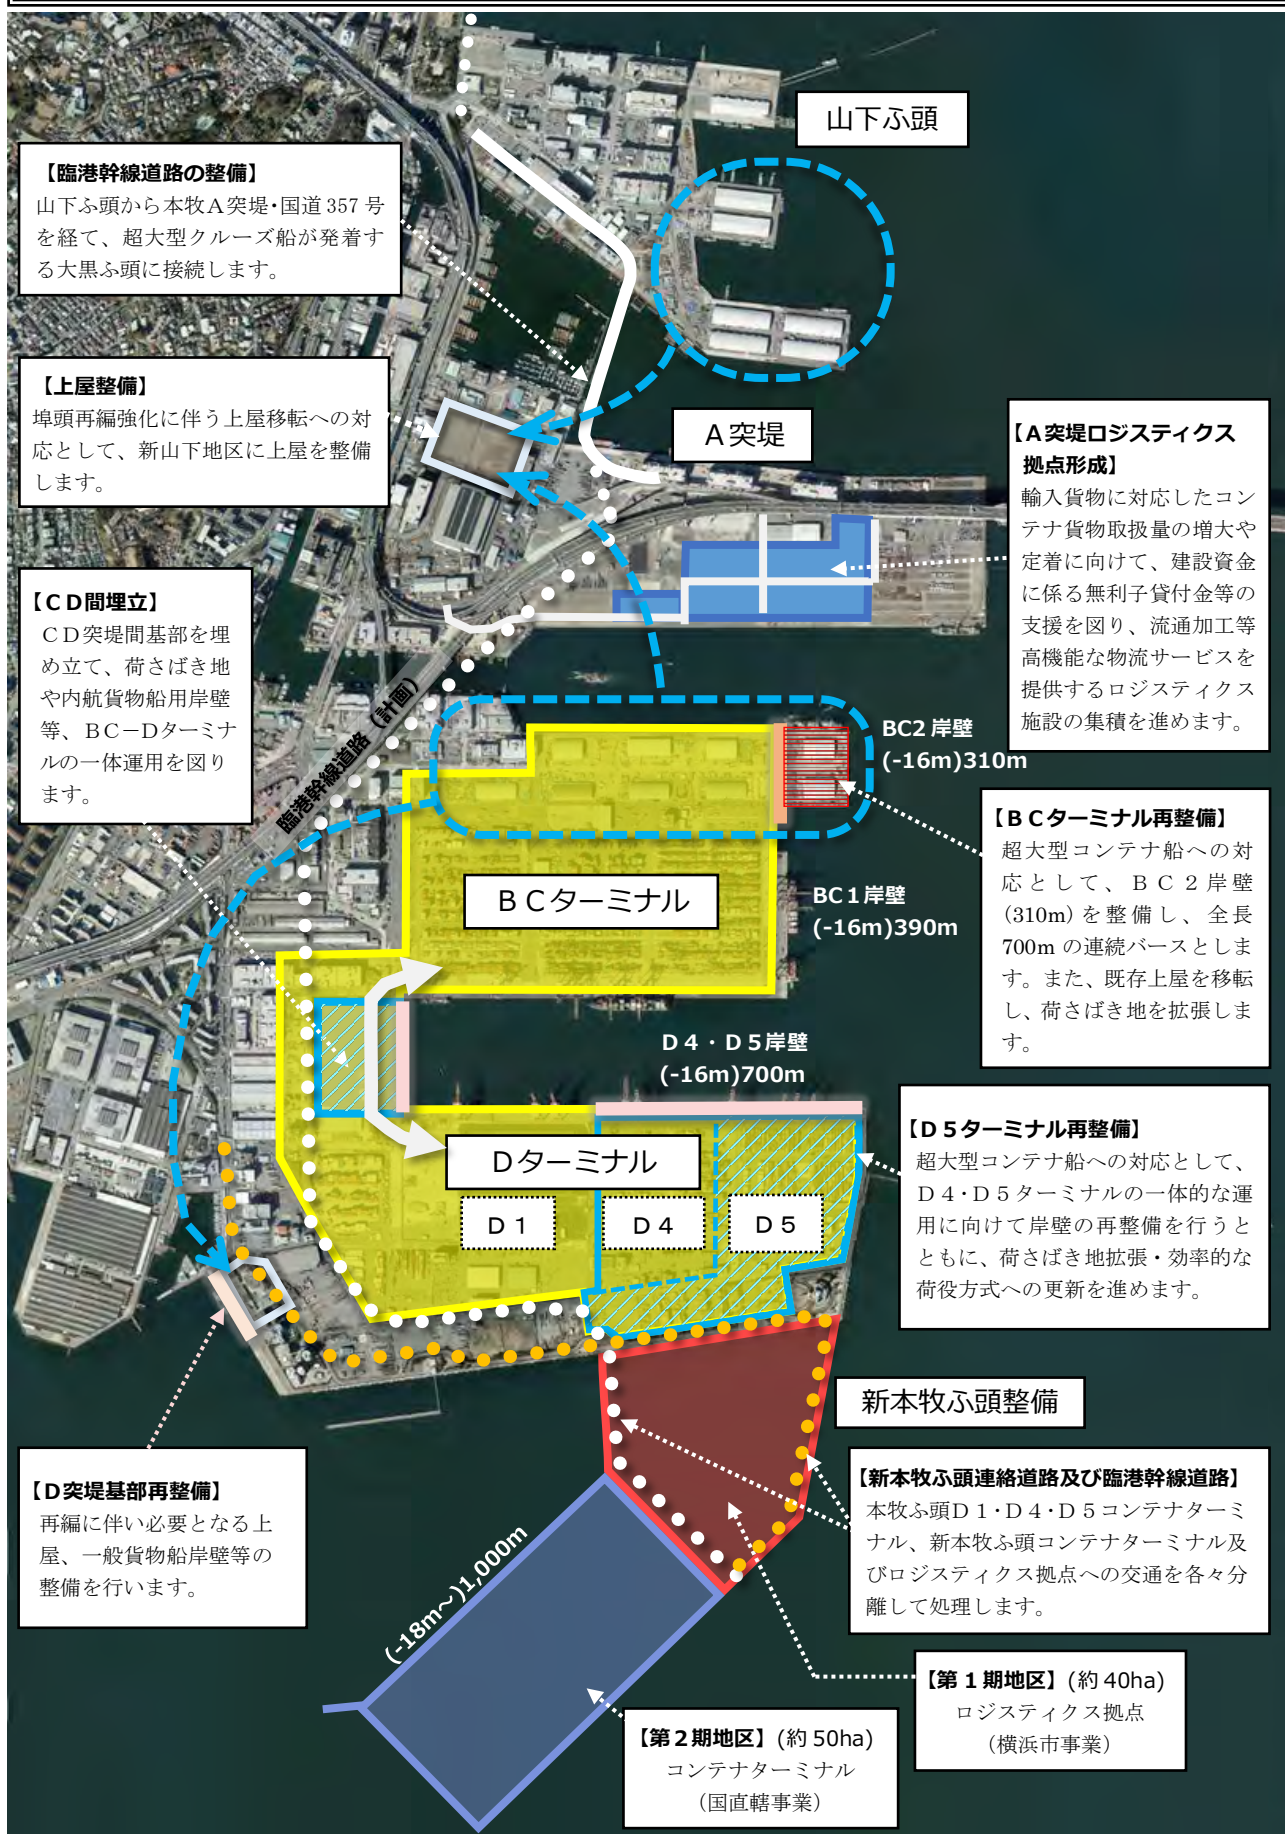 山下ふ頭
【臨港幹線道路の整備】
山下ふ頭から本牧A突堤・国道 357 号
を経て、超大型クルーズ船が発着す
る大黒ふ頭に接続します。
【上屋整備】
埠頭再編強化に伴う上屋移転への対
応として、新山下地区に上屋を整備
します。
A突堤
【A突堤ロジスティクス
拠点形成】
輸入貨物に対応したコン
テナ貨物取扱量の増大や
定着に向けて、建設資金
に係る無利子貸付金等の
支援を図り、流通加工等
高機能な物流サービスを
提供するロジスティクス
施設の集積を進めます。
【CD間埋立】
CD突堤間基部を埋
め立て、荷さばき地
や内航貨物船用岸壁
等、BC-Dターミナ
ルの一体運用を図り
ます。
臨港幹線道路(計画)
BC2 岸壁
(-16m)310m
【BCターミナル再整備】
超大型コンテナ船への対
応として、BC2岸壁
(310m)を整備し、全長
700m の連続バースとしま
す。また、既存上屋を移転
し、荷さばき地を拡張しま
す。
BCターミナル
BC1岸壁
(-16m)390m
D4・D5岸壁
(-16m)700m
【D5ターミナル再整備】
超大型コンテナ船への対応として、
D4・D5ターミナルの一体的な運
用に向けて岸壁の再整備を行うと
ともに、荷さばき地拡張・効率的な
荷役方式への更新を進めます。
Dターミナル
D1
D4
D5
新本牧ふ頭整備
【D突堤基部再整備】
再編に伴い必要となる上
屋、一般貨物船岸壁等の
整備を行います。
【新本牧ふ頭連絡道路及び臨港幹線道路】
本牧ふ頭D1・D4・D5コンテナターミ
ナル、新本牧ふ頭コンテナターミナル及
びロジスティクス拠点への交通を各々分
離して処理します。
(-18m～)1,000m
【第1期地区】(約 40ha)
ロジスティクス拠点
(横浜市事業)
【第2期地区】(約 50ha)
コンテナターミナル
(国直轄事業)